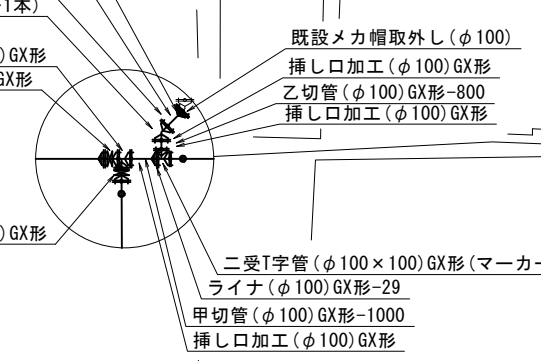 1本)
既設メカ帽取外し(φ100)
)GX形
挿し口加工(φ100)GX形
GX形
乙切管(φ100)GX形-800
挿し口加工(φ100)GX形
)GX形
二受T字管(φ100×100)GX形(マーカー
ライナ(φ100)GX形-29
甲切管(φ100)GX形-1000
挿し口加工(φ100)GX形